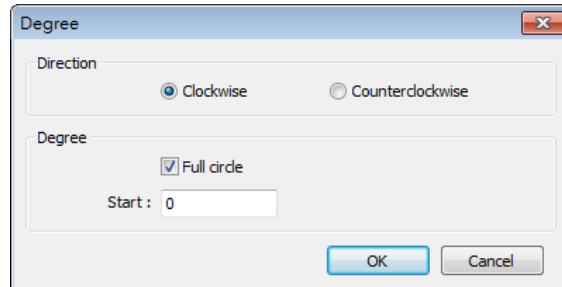 Degree
Direction
Clockwise Counterclockwise
Degree
Full circle
Start : 0
OK Cancel